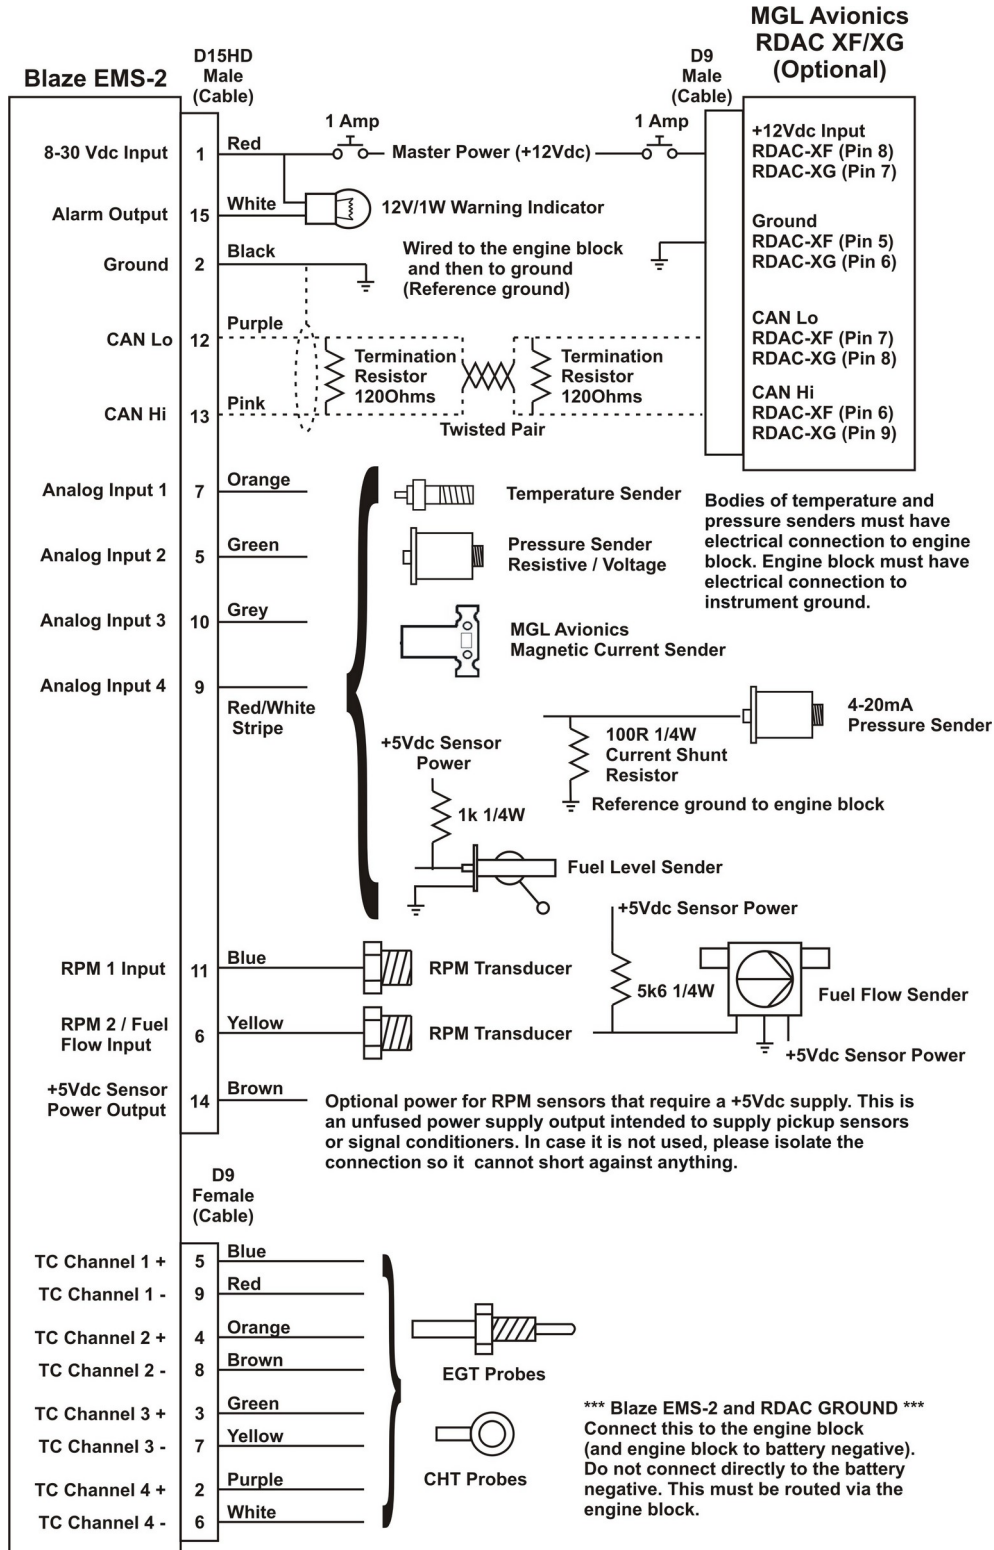 MGL Avionics
RDAC XF/XG
(Optional)
Blaze EMS-2
D15HD
Male
(Cable)
D9
Male
(Cable)
8-30 Vdc Input
1
Red
1 Amp
Master Power (+12Vdc)
1 Amp
+12Vdc Input
RDAC-XF (Pin 8)
RDAC-XG (Pin 7)
Alarm Output
15
White
12V/1W Warning Indicator
Ground
2
Black
Wired to the engine block
and then to ground
(Reference ground)
Ground
RDAC-XF (Pin 5)
RDAC-XG (Pin 6)
CAN Lo
12
Purple
Termination
Resistor
120Ohms
Termination
Resistor
120Ohms
CAN Lo
RDAC-XF (Pin 7)
RDAC-XG (Pin 8)
CAN Hi
13
Pink
Twisted Pair
CAN Hi
RDAC-XF (Pin 6)
RDAC-XG (Pin 9)
Analog Input 1
7
Orange
Temperature Sender
Analog Input 2
5
Green
Pressure Sender
Resistive / Voltage
Bodies of temperature and
pressure senders must have
electrical connection to engine
block. Engine block must have
electrical connection to
instrument ground.
Analog Input 3
10
Grey
MGL Avionics
Magnetic Current Sender
Analog Input 4
9
Red/White
Stripe
4-20mA
Pressure Sender
100R 1/4W
Current Shunt
Resistor
Reference ground to engine block
+5Vdc Sensor
Power
1k 1/4W
Fuel Level Sender
+5Vdc Sensor Power
5k6 1/4W
Fuel Flow Sender
+5Vdc Sensor Power
RPM 1 Input
11
Blue
RPM Transducer
RPM 2 / Fuel
Flow Input
6
Yellow
RPM Transducer
+5Vdc Sensor
Power Output
14
Brown
Optional power for RPM sensors that require a +5Vdc supply. This is
an unfused power supply output intended to supply pickup sensors
or signal conditioners. In case it is not used, please isolate the
connection so it cannot short against anything.
D9
Female
(Cable)
TC Channel 1 +
5
Blue
TC Channel 1 -
9
Red
TC Channel 2 +
4
Orange
TC Channel 2 -
8
Brown
TC Channel 3 +
3
Green
TC Channel 3 -
7
Yellow
TC Channel 4 +
2
Purple
TC Channel 4 -
6
White
EGT Probes
CHT Probes
*** Blaze EMS-2 and RDAC GROUND ***
Connect this to the engine block
(and engine block to battery negative).
Do not connect directly to the battery
negative. This must be routed via the
engine block.